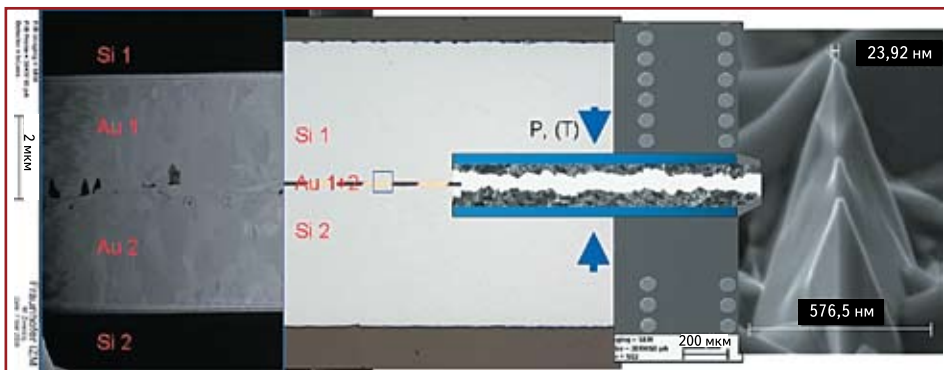 Si 1
Au 1
2 мкм
Au 2
Si 2
Fraunhofer IZM
Si 1
Au 1+2
Si 2
P, (T)
200 мкм
23,92 нм
576,5 нм